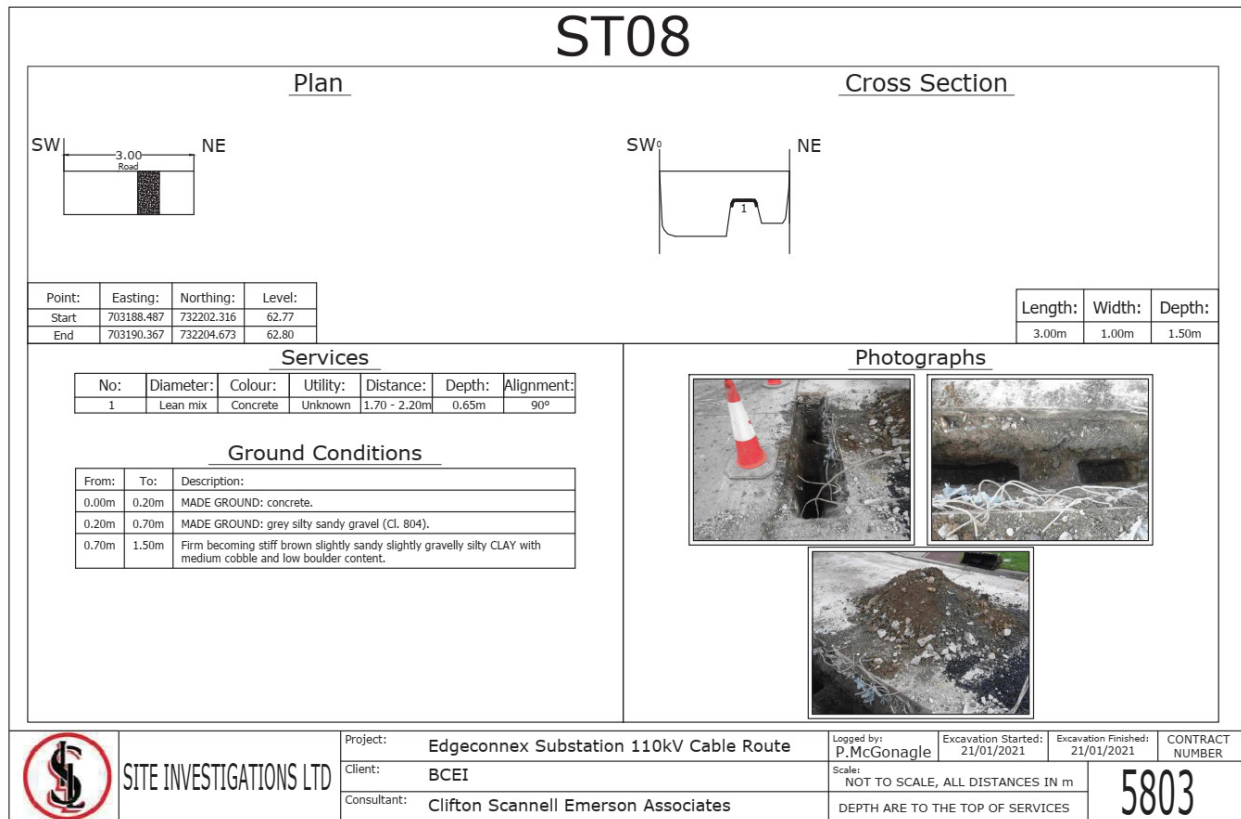 ST08
Plan
SW
NE
3.00
Road
Cross Section
SW 0
NE
1
Point: Easting: Northing: Level:
Start 703188.487 732202.316 62.77
End 703190.367 732204.673 62.80
Length: Width: Depth:
3.00m 1.00m 1.50m
Services
No: Diameter: Colour: Utility: Distance: Depth: Alignment:
1 Lean mix Concrete Unknown 1.70 - 2.20m 0.65m 90°
Ground Conditions
From: To: Description:
0.00m 0.20m MADE GROUND: concrete.
0.20m 0.70m MADE GROUND: grey silty sandy gravel (Cl. 804).
0.70m 1.50m Firm becoming stiff brown slightly sandy slightly gravelly silty CLAY with
medium cobble and low boulder content.
Photographs
SIL
SITE INVESTIGATIONS LTD
Project: Edgeconnex Substation 110kV Cable Route
Client: BCEI
Consultant: Clifton Scannell Emerson Associates
Logged by:
P.McGonagle
Excavation Started:
21/01/2021
Excavation Finished:
21/01/2021
Scale:
NOT TO SCALE, ALL DISTANCES IN m
DEPTH ARE TO THE TOP OF SERVICES
CONTRACT
NUMBER
5803